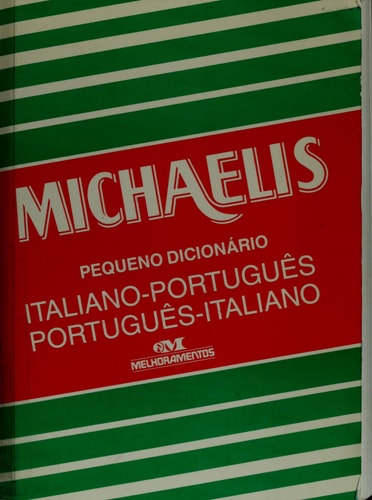 MICHAELIS
PEQUENO DICIONÁRIO
ITALIANO-PORTUGUÊS
PORTUGUÊS-ITALIANO
M
MELHORAMENTOS